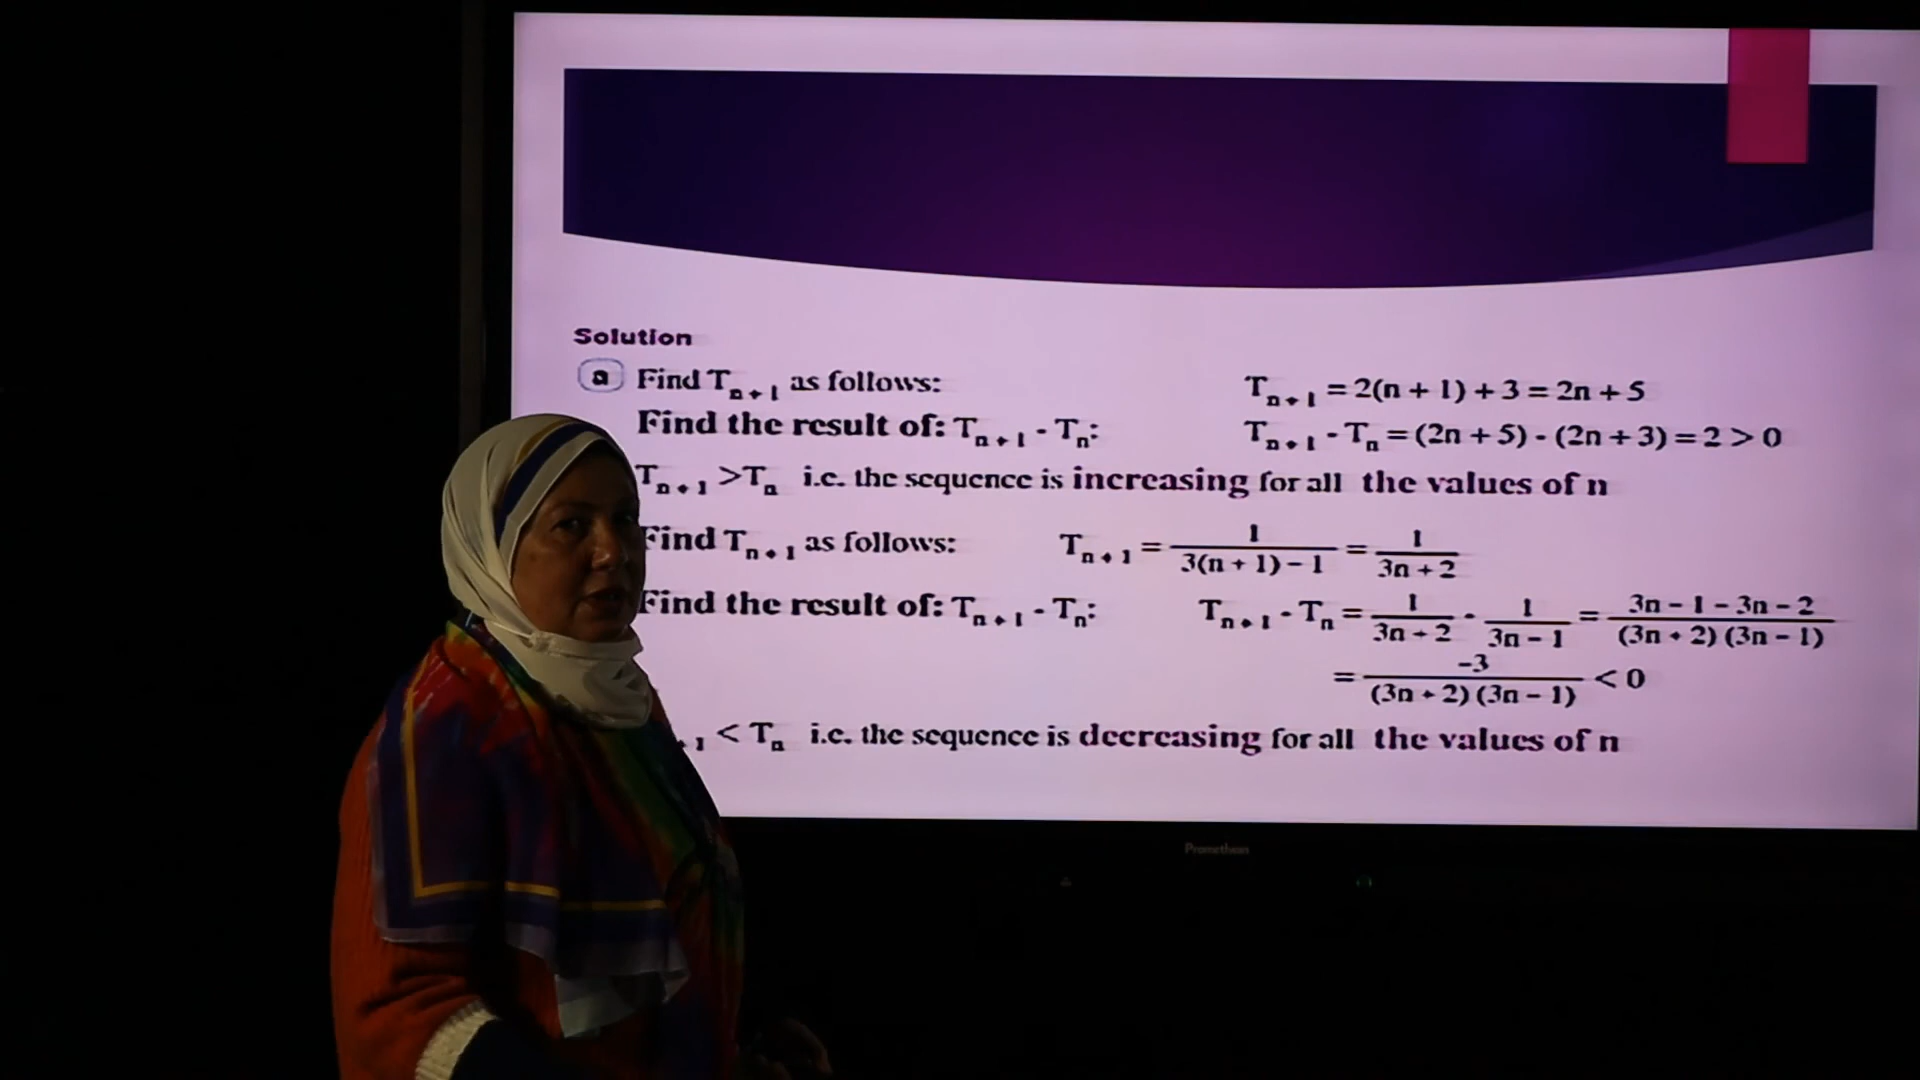 Solution
a Find Tn+1 as follows: Tn+1 = 2(n + 1) + 3 = 2n + 5
Find the result of: Tn+1 - Tn: Tn+1 - Tn = (2n + 5) - (2n + 3) = 2 > 0
Tn+1 >Tn i.e. the sequence is increasing for all the values of n
Find Tn+1 as follows: Tn+1 = 1/(3(n + 1) – 1) = 1/(3n + 2)
Find the result of: Tn+1 - Tn: Tn+1 - Tn = 1/(3n + 2) - 1/(3n – 1) = (3n – 1 – 3n – 2)/((3n + 2) (3n – 1))
= –3/((3n + 2) (3n – 1)) < 0
+1 < Tn i.e. the sequence is decreasing for all the values of n
Promethean